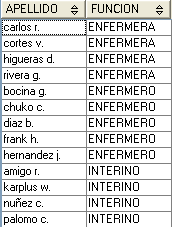 APELLIDO FUNCION
carlos r. ENFERMERA
cortes v. ENFERMERA
higueras d. ENFERMERA
rivera g. ENFERMERA
bocina g. ENFERMERO
chuko c. ENFERMERO
diaz b. ENFERMERO
frank h. ENFERMERO
hernandez j. ENFERMERO
amigo r. INTERINO
karplus w. INTERINO
nuñez c. INTERINO
palomo c. INTERINO